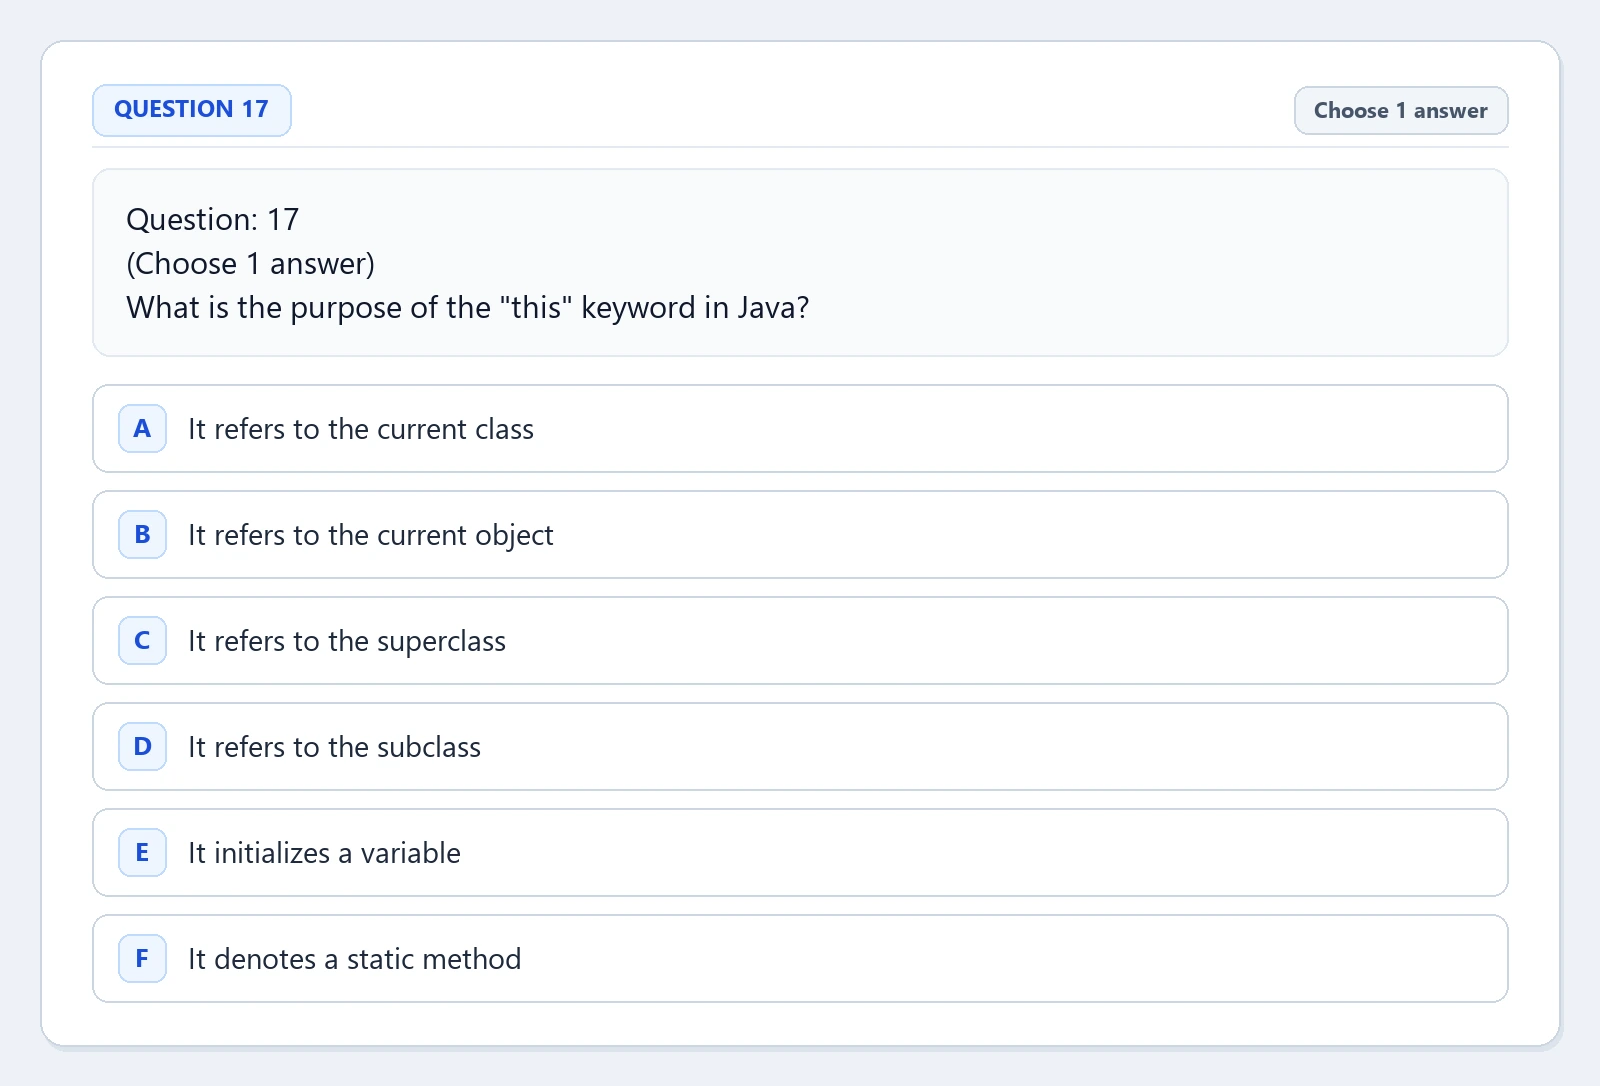 QUESTION 17
Choose 1 answer
Question: 17
(Choose 1 answer)
What is the purpose of the "this" keyword in Java?
A It refers to the current class
B It refers to the current object
C It refers to the superclass
D It refers to the subclass
E It initializes a variable
F It denotes a static method